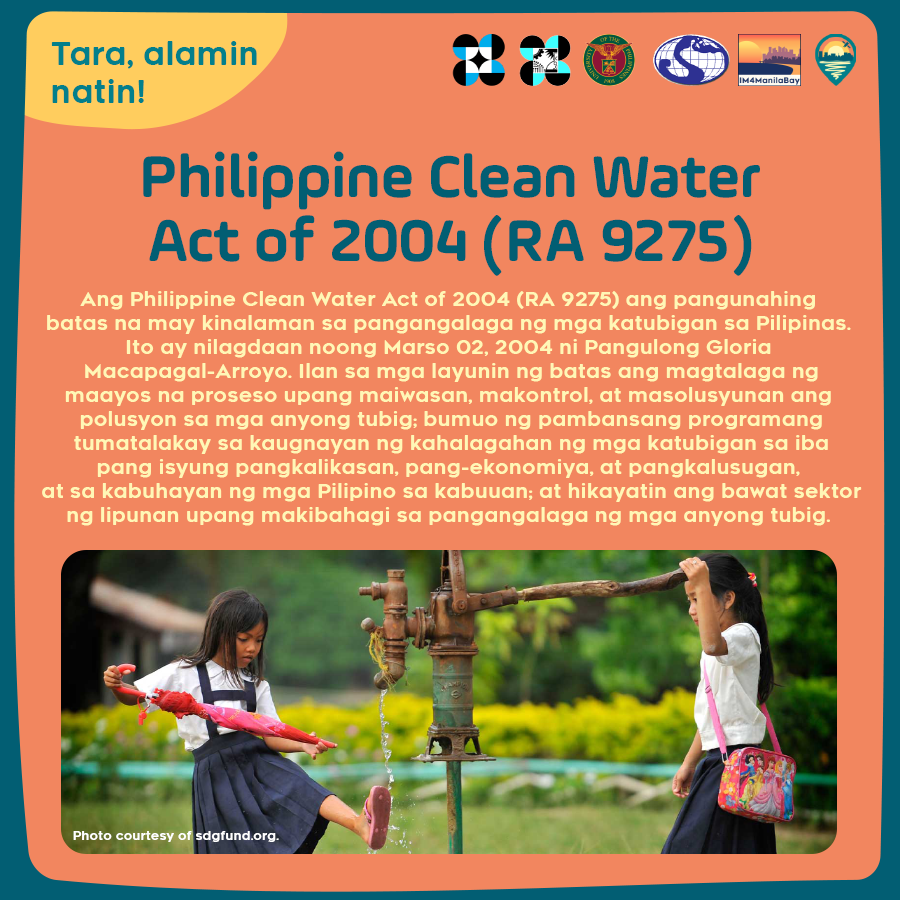 Tara, alamin
natin!
IM4ManilaBay
Philippine Clean Water
Act of 2004 (RA 9275)
Ang Philippine Clean Water Act of 2004 (RA 9275) ang pangunahing
batas na may kinalaman sa pangangalaga ng mga katubigan sa Pilipinas.
Ito ay nilagdaan noong Marso 02, 2004 ni Pangulong Gloria
Macapagal-Arroyo. Ilan sa mga layunin ng batas ang magtalaga ng
maayos na proseso upang maiwasan, makontrol, at masolusyunan ang
polusyon sa mga anyong tubig; bumuo ng pambansang programang
tumatalakay sa kaugnayan ng kahalagahan ng mga katubigan sa iba
pang isyung pangkalikasan, pang-ekonomiya, at pangkalusugan,
at sa kabuhayan ng mga Pilipino sa kabuuan; at hikayatin ang bawat sektor
ng lipunan upang makibahagi sa pangangalaga ng mga anyong tubig.
Photo courtesy of sdgfund.org.